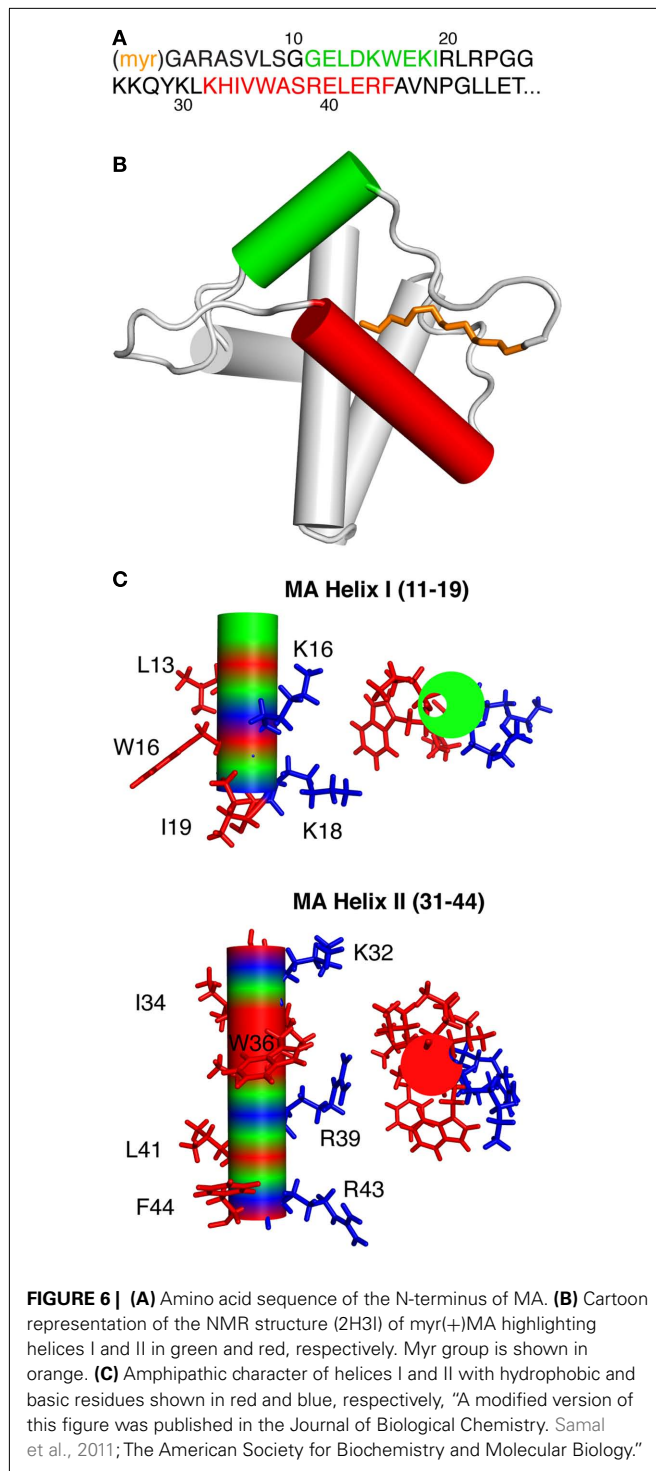 A
10 20
(myr)GARASVLSGGELDKWEKIRLRPGG
KKQYKLKHIVWASRELERFAVNPGLLET...
30 40
B
C
MA Helix I (11-19)
L13
K16
W16
I19
K18
MA Helix II (31-44)
K32
I34
W36
R39
L41
R43
F44
FIGURE 6 | (A) Amino acid sequence of the N-terminus of MA. (B) Cartoon
representation of the NMR structure (2H3I) of myr(+)MA highlighting
helices I and II in green and red, respectively. Myr group is shown in
orange. (C) Amphipathic character of helices I and II with hydrophobic and
basic residues shown in red and blue, respectively, "A modified version of
this figure was published in the Journal of Biological Chemistry. Samal
et al., 2011; The American Society for Biochemistry and Molecular Biology."